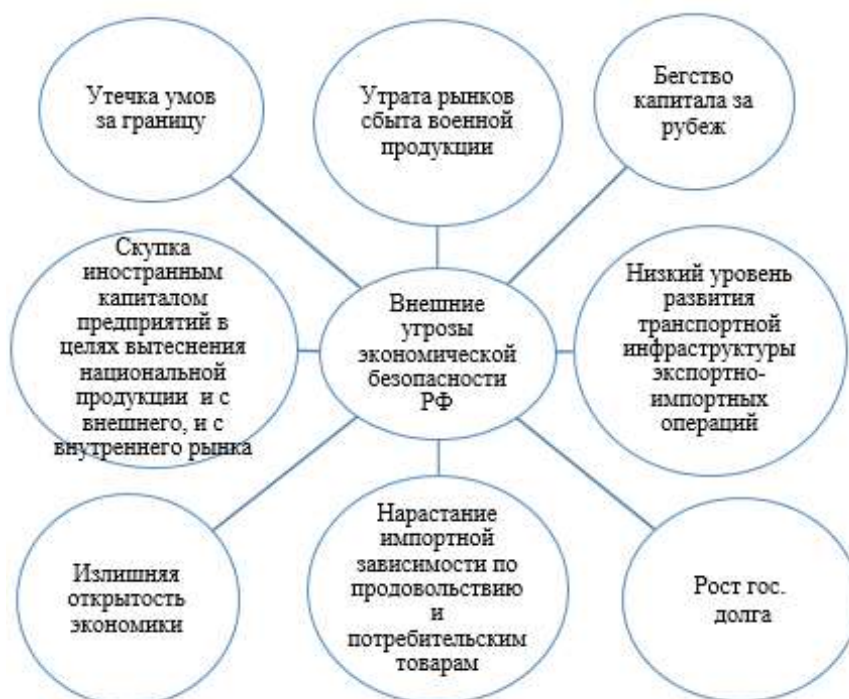 Утечка умов
за границу
Утрата рынков
сбыта военной
продукции
Бегство
капитала за
рубеж
Скупка
иностранным
капиталом
предприятий в
целях вытеснения
национальной
продукции и с
внешнего, и с
внутреннего рынка
Внешние
угрозы
экономической
безопасности
РФ
Низкий уровень
развития
транспортной
инфраструктуры
экспортно-
импортных
операций
Излишняя
открытость
экономики
Нарастание
импортной
зависимости по
продовольствию
и
потребительским
товарам
Рост гос.
долга